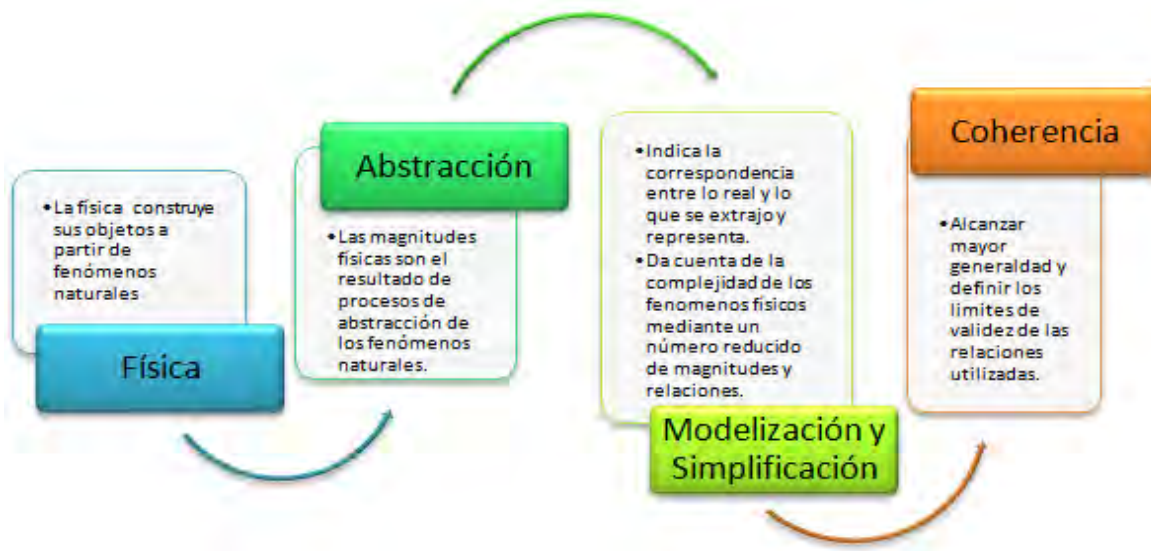 •La física construye
sus objetos a
partir de
fenómenos
naturales
Física
Abstracción
•Las magnitudes
físicas son el
resultado de
procesos de
abstracción de
los fenómenos
naturales.
•Indica la
correspondencia
entre lo real y lo
que se extrajo y
representa.
•Da cuenta de la
complejidad de los
fenomenos físicos
mediante un
número reducido
de magnitudes y
relaciones.
Modelización y
Simplificación
Coherencia
•Alcanzar
mayor
generaldad y
definir los
limites de
validez de las
relaciones
utilizadas.